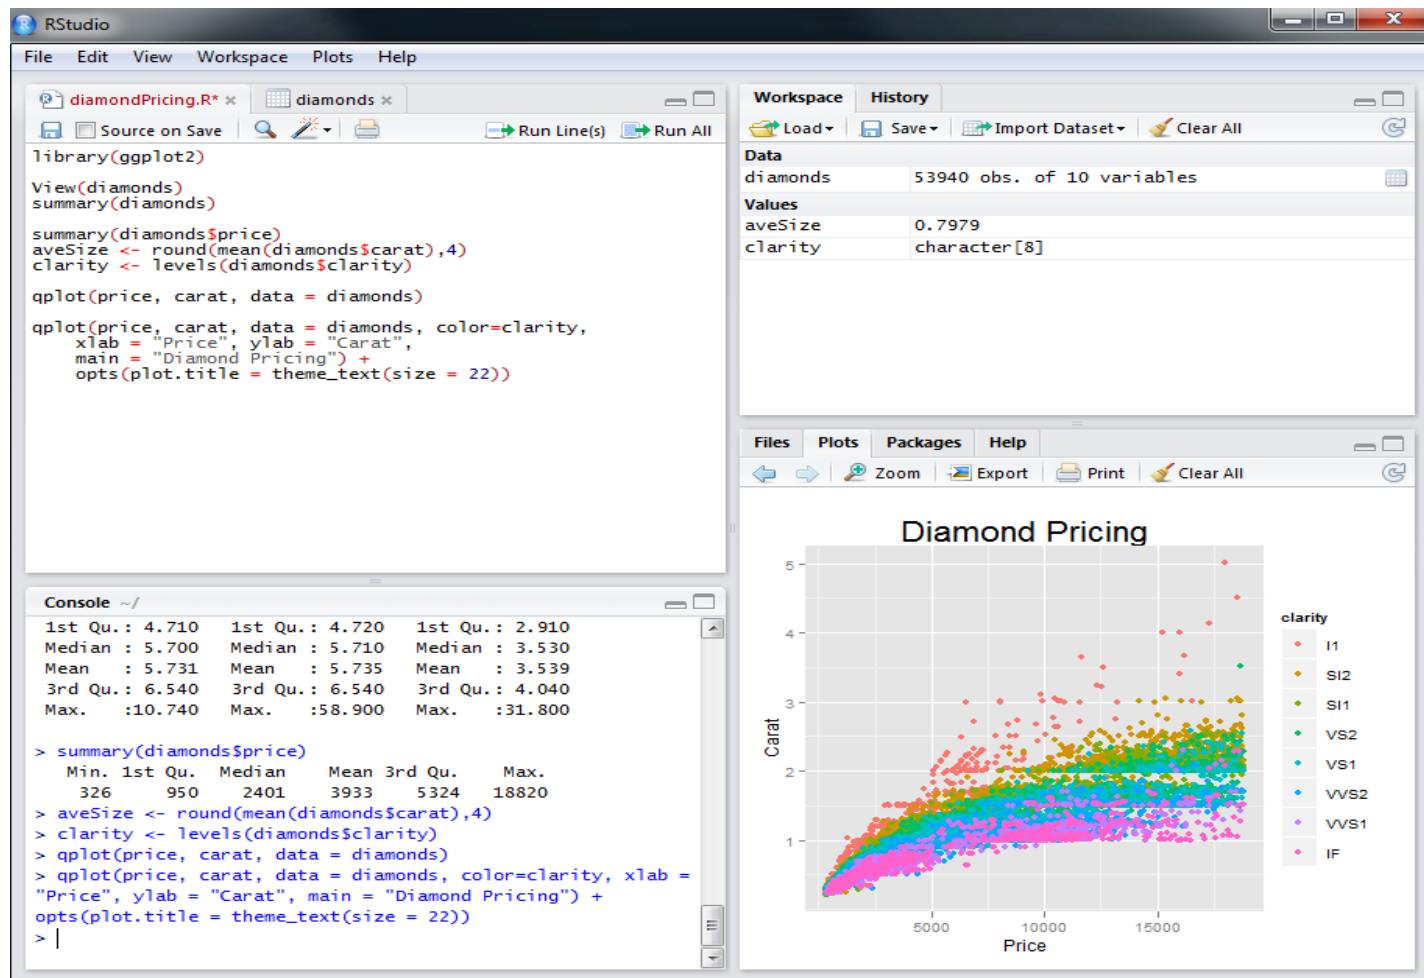 RStudio
File Edit View Workspace Plots Help
diamondPricing.R* diamonds
Source on Save Run Line(s) Run All
library(ggplot2)
View(diamonds)
summary(diamonds)
summary(diamonds$price)
aveSize <- round(mean(diamonds$carat),4)
clarity <- levels(diamonds$clarity)
qplot(price, carat, data = diamonds)
qplot(price, carat, data = diamonds, color=clarity,
xlab = "Price", ylab = "Carat",
main = "Diamond Pricing") +
opts(plot.title = theme_text(size = 22))
Console ~/
1st Qu.: 4.710 1st Qu.: 4.720 1st Qu.: 2.910
Median : 5.700 Median : 5.710 Median : 3.530
Mean : 5.731 Mean : 5.735 Mean : 3.539
3rd Qu.: 6.540 3rd Qu.: 6.540 3rd Qu.: 4.040
Max. :10.740 Max. :58.900 Max. :31.800
> summary(diamonds$price)
Min. 1st Qu. Median Mean 3rd Qu. Max.
326 950 2401 3933 5324 18820
> aveSize <- round(mean(diamonds$carat),4)
> clarity <- levels(diamonds$clarity)
> qplot(price, carat, data = diamonds)
> qplot(price, carat, data = diamonds, color=clarity, xlab =
"Price", ylab = "Carat", main = "Diamond Pricing") +
opts(plot.title = theme_text(size = 22))
>
Workspace History
Load Save Import Dataset Clear All
Data
diamonds 53940 obs. of 10 variables
Values
aveSize 0.7979
clarity character[8]
Files Plots Packages Help
Zoom Export Print Clear All
Diamond Pricing
5
4
3
2
1
Carat
5000 10000 15000
Price
clarity
I1
SI2
SI1
VS2
VS1
VVS2
VVS1
IF